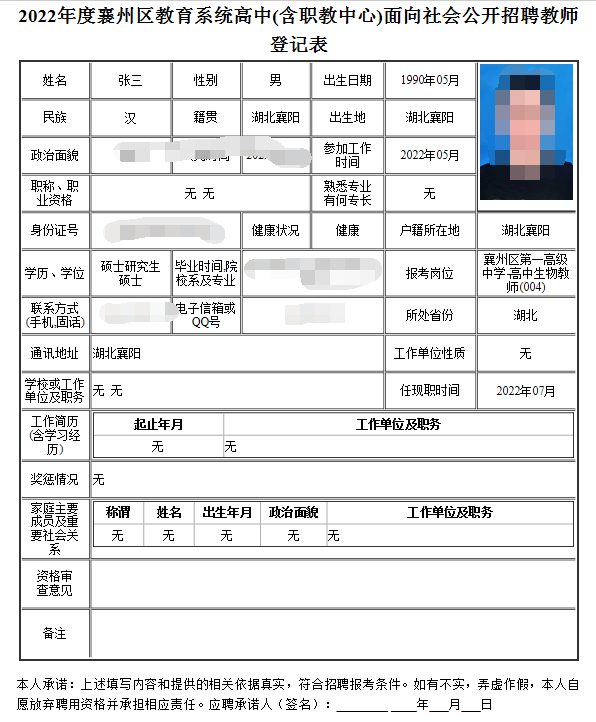 2022年度襄州区教育系统高中(含职教中心)面向社会公开招聘教师
登记表
姓名 张三 性别 男 出生日期 1990年05月
民族 汉 籍贯 湖北襄阳 出生地 湖北襄阳
政治面貌 参加工作
时间 2022年05月
职称、职
业资格 无 无 熟悉专业
有何专长 无
身份证号 健康状况 健康 户籍所在地 湖北襄阳
学历、学位 硕士研究生
硕士 毕业时间,院
校系及专业 报考岗位 襄州区第一高级
中学-高中生物教
师(004)
联系方式
(手机,固话) 电子信箱或
QQ号 所处省份 湖北
通讯地址 湖北襄阳 工作单位性质 无
学校或工作
单位及职务 无 无 任现职时间 2022年07月
工作简历
(含学习经
历) 起止年月 工作单位及职务
无 无
奖惩情况 无
家庭主要
成员及重
要社会关
系 称谓 姓名 出生年月 政治面貌 工作单位及职务
无 无 无 无 无
资格审
查意见
备注
本人承诺：上述填写内容和提供的相关依据真实，符合招聘报考条件。如有不实，弄虚作假，本人自
愿放弃聘用资格并承担相应责任。应聘承诺人（签名）：________ ____年___月___日